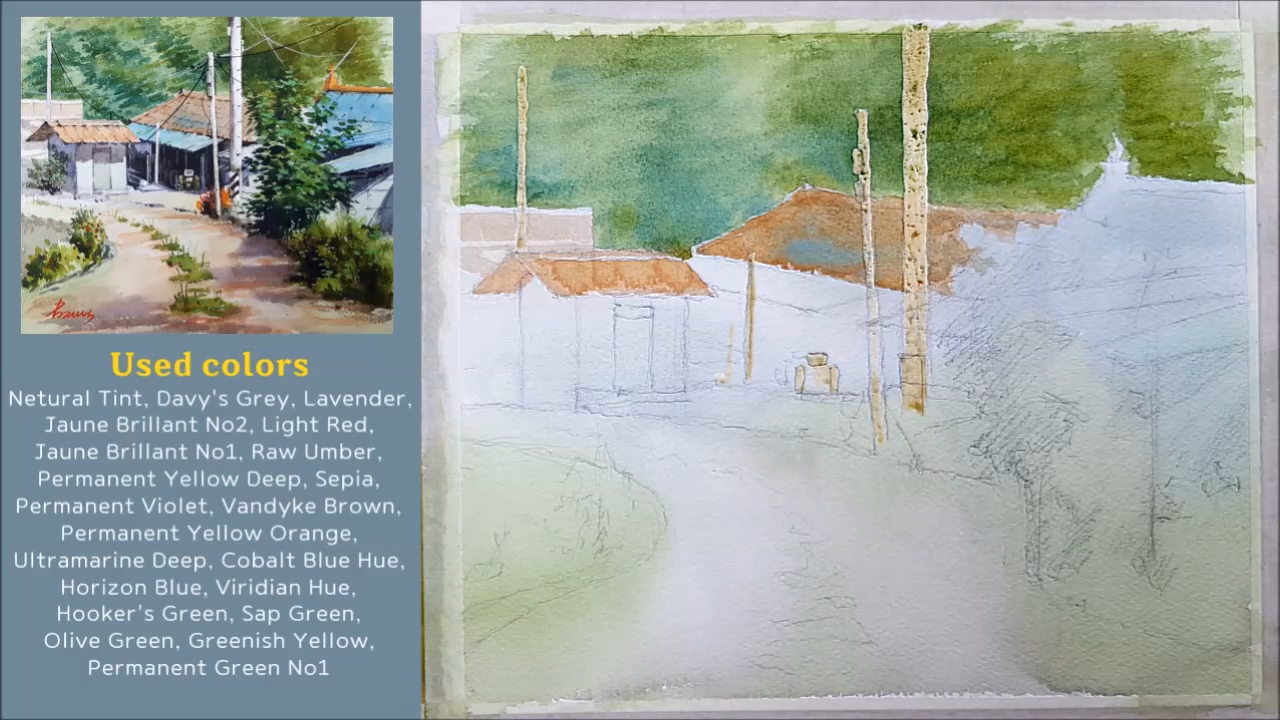 Used colors
Netural Tint, Davy's Grey, Lavender,
Jaune Brillant No2, Light Red,
Jaune Brillant No1, Raw Umber,
Permanent Yellow Deep, Sepia,
Permanent Violet, Vandyke Brown,
Permanent Yellow Orange,
Ultramarine Deep, Cobalt Blue Hue,
Horizon Blue, Viridian Hue,
Hooker's Green, Sap Green,
Olive Green, Greenish Yellow,
Permanent Green No1